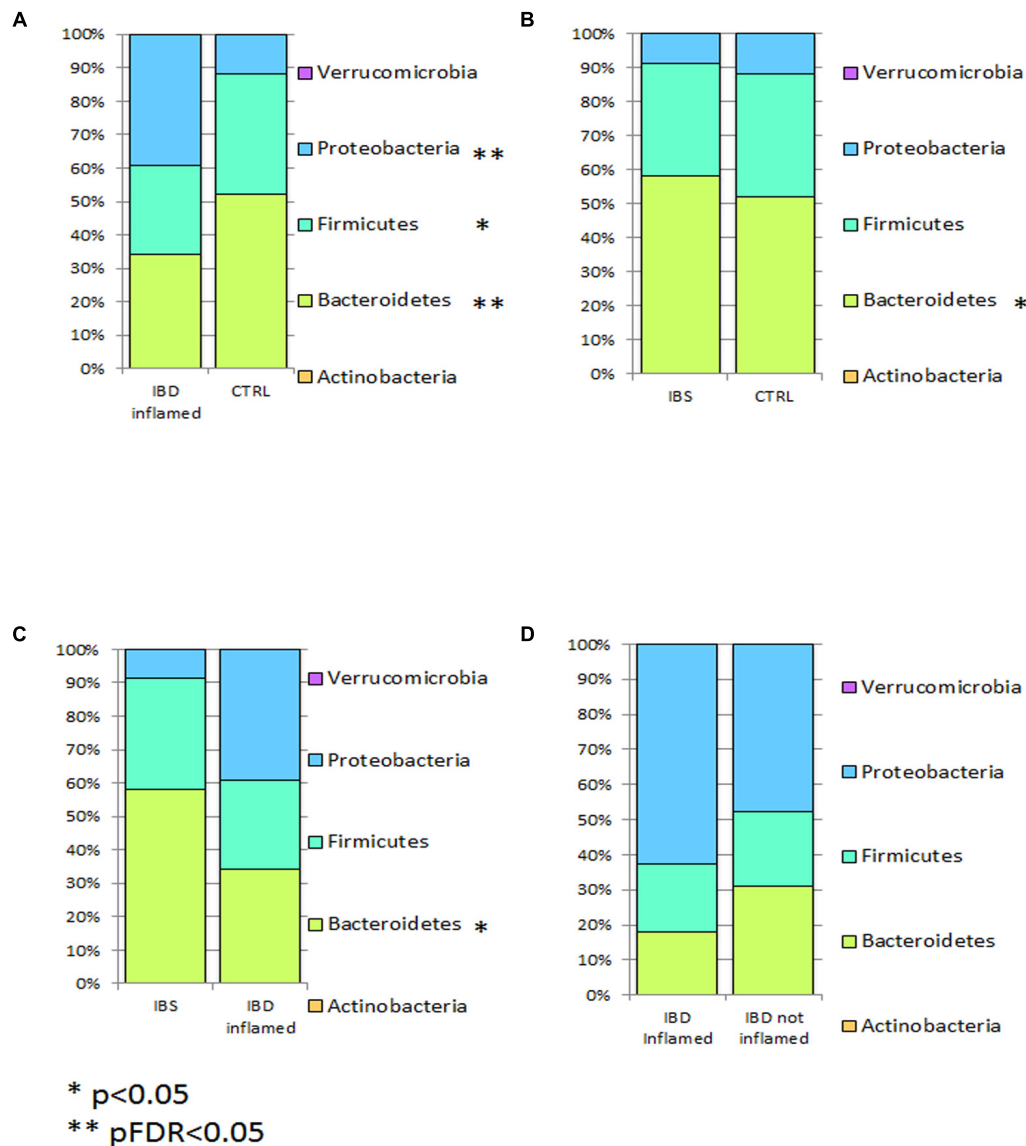 A
100%
90%
80%
70%
60%
50%
40%
30%
20%
10%
0%
IBD
inflamed
CTRL
Verrucomicrobia
Proteobacteria **
Firmicutes *
Bacteroidetes **
Actinobacteria
B
100%
90%
80%
70%
60%
50%
40%
30%
20%
10%
0%
IBS
CTRL
Verrucomicrobia
Proteobacteria
Firmicutes
Bacteroidetes *
Actinobacteria
C
100%
90%
80%
70%
60%
50%
40%
30%
20%
10%
0%
IBS
IBD
inflamed
Verrucomicrobia
Proteobacteria
Firmicutes
Bacteroidetes *
Actinobacteria
D
100%
90%
80%
70%
60%
50%
40%
30%
20%
10%
0%
IBD
Inflamed
IBD not
inflamed
Verrucomicrobia
Proteobacteria
Firmicutes
Bacteroidetes
Actinobacteria
* p<0.05
** pFDR<0.05